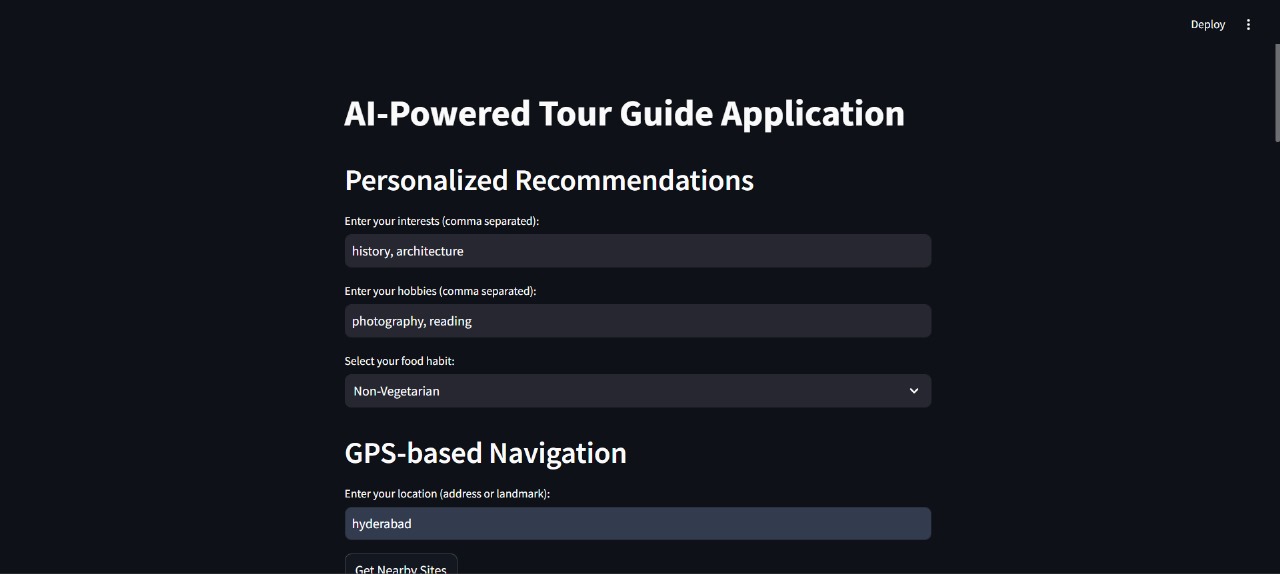 Deploy
AI-Powered Tour Guide Application
Personalized Recommendations
Enter your interests (comma separated):
history, architecture
Enter your hobbies (comma separated):
photography, reading
Select your food habit:
Non-Vegetarian
GPS-based Navigation
Enter your location (address or landmark):
hyderabad
Get Nearby Sites